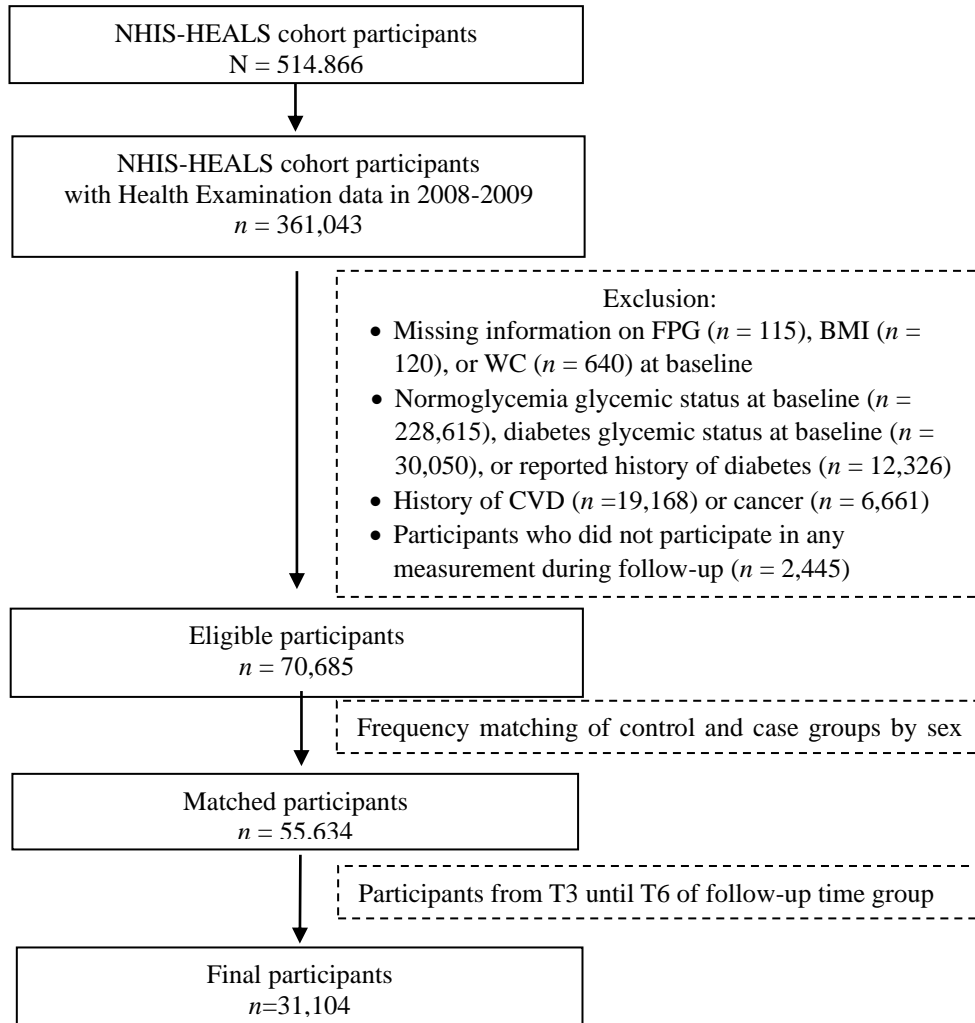 NHIS-HEALS cohort participants
N = 514.866
NHIS-HEALS cohort participants
with Health Examination data in 2008-2009
n = 361,043
Exclusion:
• Missing information on FPG (n = 115), BMI (n =
120), or WC (n = 640) at baseline
• Normoglycemia glycemic status at baseline (n =
228,615), diabetes glycemic status at baseline (n =
30,050), or reported history of diabetes (n = 12,326)
• History of CVD (n =19,168) or cancer (n = 6,661)
• Participants who did not participate in any
measurement during follow-up (n = 2,445)
Eligible participants
n = 70,685
Frequency matching of control and case groups by sex
Matched participants
n = 55.634
Participants from T3 until T6 of follow-up time group
Final participants
n=31,104